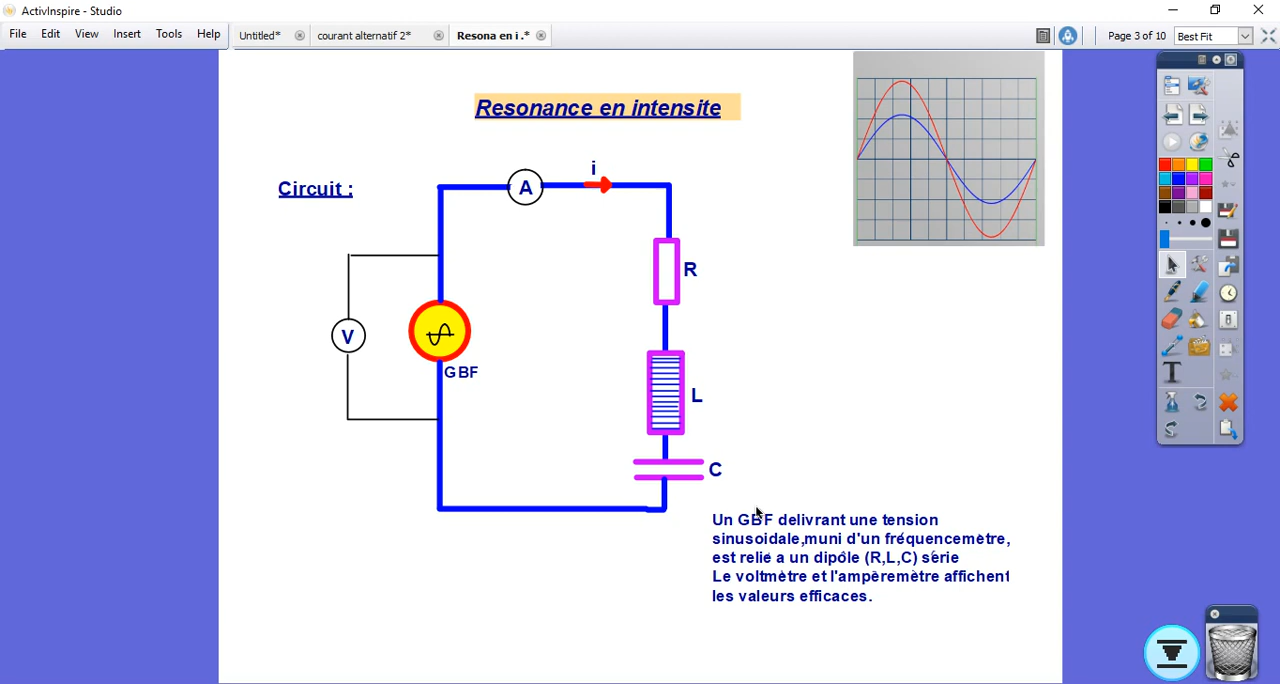 ActivInspire - Studio
File Edit View Insert Tools Help
Untitled* courant alternatif 2* Resona en i .*
Page 3 of 10 Best Fit
Resonance en intensite
Circuit :
A
i
R
V
GBF
L
C
Un GBF delivrant une tension
sinusoidale,muni d'un fréquencemètre,
est relié a un dipôle (R,L,C) série
Le voltmètre et l'ampèremètre affichent
les valeurs efficaces.
T